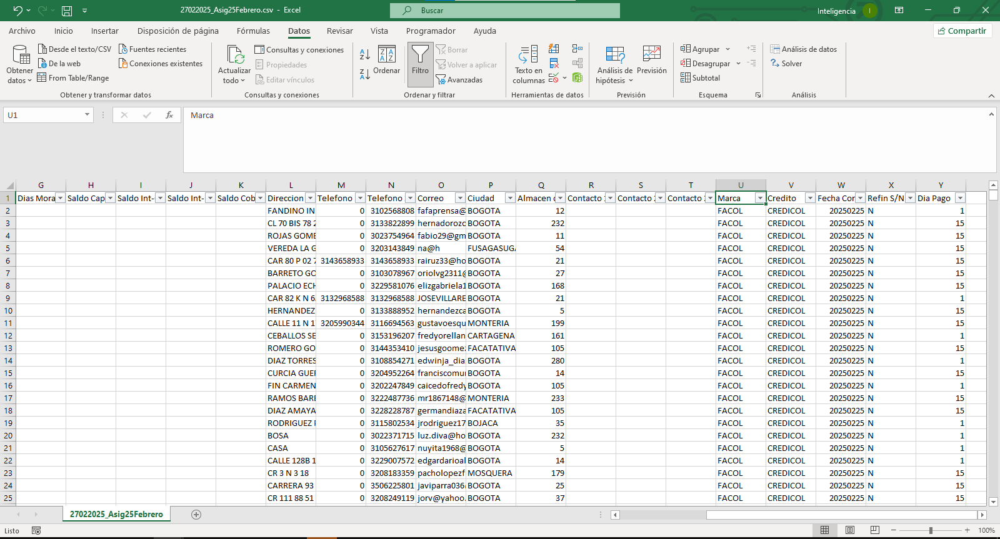 27022025_Asig25Febrero.csv - Excel
Buscar
Inteligencia I
Archivo Inicio Insertar Disposición de página Fórmulas Datos Revisar Vista Programador Ayuda Compartir
Obtener datos
Desde el texto/CSV
De la web
From Table/Range
Fuentes recientes
Conexiones existentes
Obtener y transformar datos
Actualizar todo
Consultas y conexiones
Propiedades
Editar vínculos
Consultas y conexiones
Ordenar
Filtro
Borrar
Volver a aplicar
Avanzadas
Ordenar y filtrar
Texto en columnas
Herramientas de datos
Análisis de hipótesis
Previsión
Previsión
Agrupar
Desagrupar
Subtotal
Esquema
Análisis de datos
Solver
Análisis
U1 fx Marca
G H I J K L M N O P Q R S T U V W X Y
1 Dias Mora Saldo Cap Saldo Int- Saldo Int- Saldo Cob Direccion Telefono Telefono Correo Ciudad Almacen Contacto Contacto Contacto Marca Credito Fecha Cor Refin S/N Dia Pago
2 FANDINO IN 0 3102568808 fafaprensa@ BOGOTA 12 FACOL CREDICOL 20250225 N 1
3 CL 70 BIS 78 2 0 3133822899 hernadorozo BOGOTA 232 FACOL CREDICOL 20250225 N 15
4 ROJAS GOME 0 3023754964 fabio29@gm BOGOTA 11 FACOL CREDICOL 20250225 N 15
5 VEREDA LA G 0 3203143849 na@h FUSAGASUGA 54 FACOL CREDICOL 20250225 N 15
6 CAR 80 P 02 7 3143658933 3143658933 rairuz33@ho BOGOTA 21 FACOL CREDICOL 20250225 N 15
7 BARRETO GO 0 3103078967 oriolvg2311@ BOGOTA 27 FACOL CREDICOL 20250225 N 15
8 PALACIO ECH 0 3229581076 elizgabriela1 BOGOTA 168 FACOL CREDICOL 20250225 N 15
9 CAR 82 K N 6 3132968588 3132968588 JOSEVILLARE BOGOTA 21 FACOL CREDICOL 20250225 N 1
10 HERNANDEZ 0 3133888952 hernandezca BOGOTA 5 FACOL CREDICOL 20250225 N 15
11 CALLE 11 N 1 3205990344 3116694563 gustavoesqu MONTERIA 199 FACOL CREDICOL 20250225 N 15
12 CEBALLOS SE 0 3153196207 fredyorellan CARTAGENA 161 FACOL CREDICOL 20250225 N 1
13 ROMERO GO 0 3144353410 jesusgoome FACATATIVA 105 FACOL CREDICOL 20250225 N 15
14 DIAZ TORRES 0 3108854271 edwinja_dia BOGOTA 280 FACOL CREDICOL 20250225 N 1
15 CURCIA GUE 0 3204952264 franciscomu BOGOTA 14 FACOL CREDICOL 20250225 N 15
16 FIN CARMEN 0 3202247849 caicedofredy BOGOTA 105 FACOL CREDICOL 20250225 N 1
17 RAMOS BARE 0 3222487736 mr1867148@ MONTERIA 233 FACOL CREDICOL 20250225 N 15
18 DIAZ AMAYA 0 3228228787 germandiaza FACATATIVA 105 FACOL CREDICOL 20250225 N 15
19 RODRIGUEZ 0 3115802534 jrodriguez17 BOJACA 35 FACOL CREDICOL 20250225 N 1
20 BOSA 0 3022371715 luz.diva@ho BOGOTA 232 FACOL CREDICOL 20250225 N 1
21 CASA 0 3105627617 nuyita1968@ BOGOTA 5 FACOL CREDICOL 20250225 N 1
22 CALLE 128B 1 0 3229007572 edgardarioal BOGOTA 14 FACOL CREDICOL 20250225 N 1
23 CR 3 N 3 18 0 3208183359 pacholopezf MOSQUERA 179 FACOL CREDICOL 20250225 N 15
24 CARRERA 93 0 3506225801 javiparra036 BOGOTA 25 FACOL CREDICOL 20250225 N 15
25 CR 111 88 51 0 3208249119 jorv@yahoo. BOGOTA 37 FACOL CREDICOL 20250225 N 15
27022025_Asig25Febrero
Listo 100%